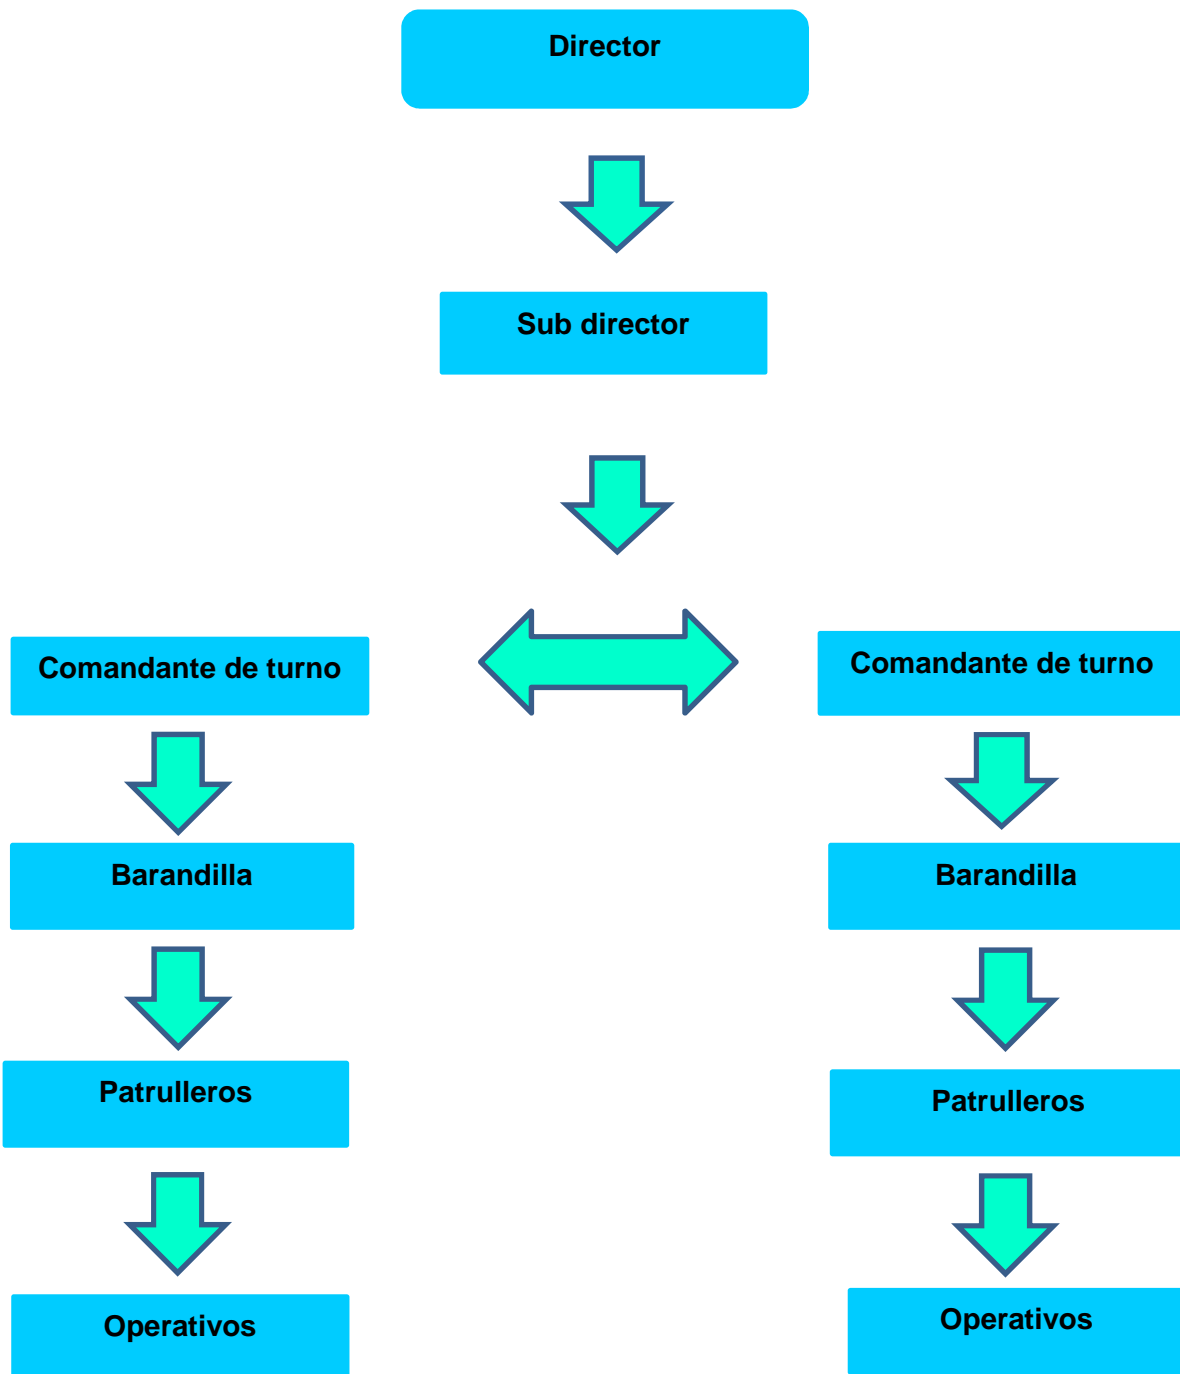 Director
Sub director
Comandante de turno
Comandante de turno
Barandilla
Barandilla
Patrulleros
Patrulleros
Operativos
Operativos